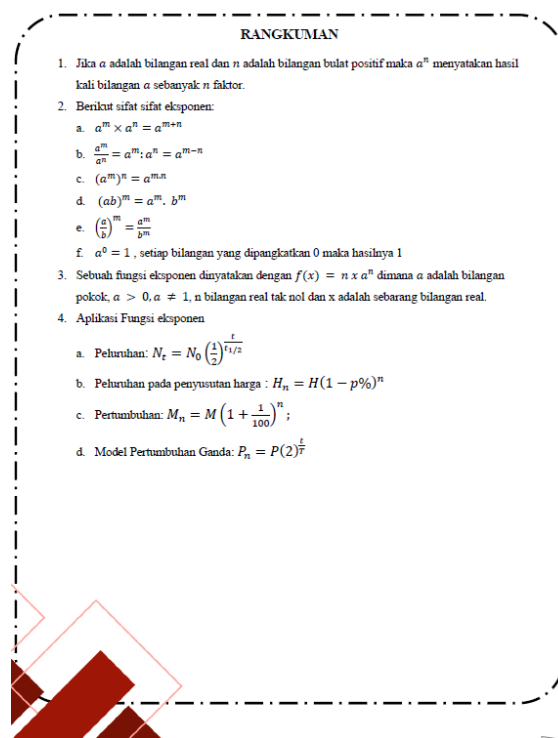 RANGKUMAN
1. Jika a adalah bilangan real dan n adalah bilangan bulat positif maka aⁿ menyatakan hasil
kali bilangan a sebanyak n faktor.
2. Berikut sifat sifat eksponen:
a. a^m × a^n = a^(m+n)
b. a^m/a^n = a^m : a^n = a^(m−n)
c. (a^m)^n = a^(m.n)
d. (ab)^m = a^m . b^m
e. (a/b)^m = a^m/b^m
f. a^0 = 1 , setiap bilangan yang dipangkatkan 0 maka hasilnya 1
3. Sebuah fungsi eksponen dinyatakan dengan f(x) = n x a^n dimana a adalah bilangan
pokok, a > 0, a ≠ 1, n bilangan real tak nol dan x adalah sebarang bilangan real.
4. Aplikasi Fungsi eksponen
a. Peluruhan: N_t = N_0 (1/2)^(t/t_1/2)
b. Peluruhan pada penyusutan harga : H_n = H(1 − p%)^n
c. Pertumbuhan: M_n = M (1 + 1/100)^n ;
d. Model Pertumbuhan Ganda: P_n = P(2)^(t/T)